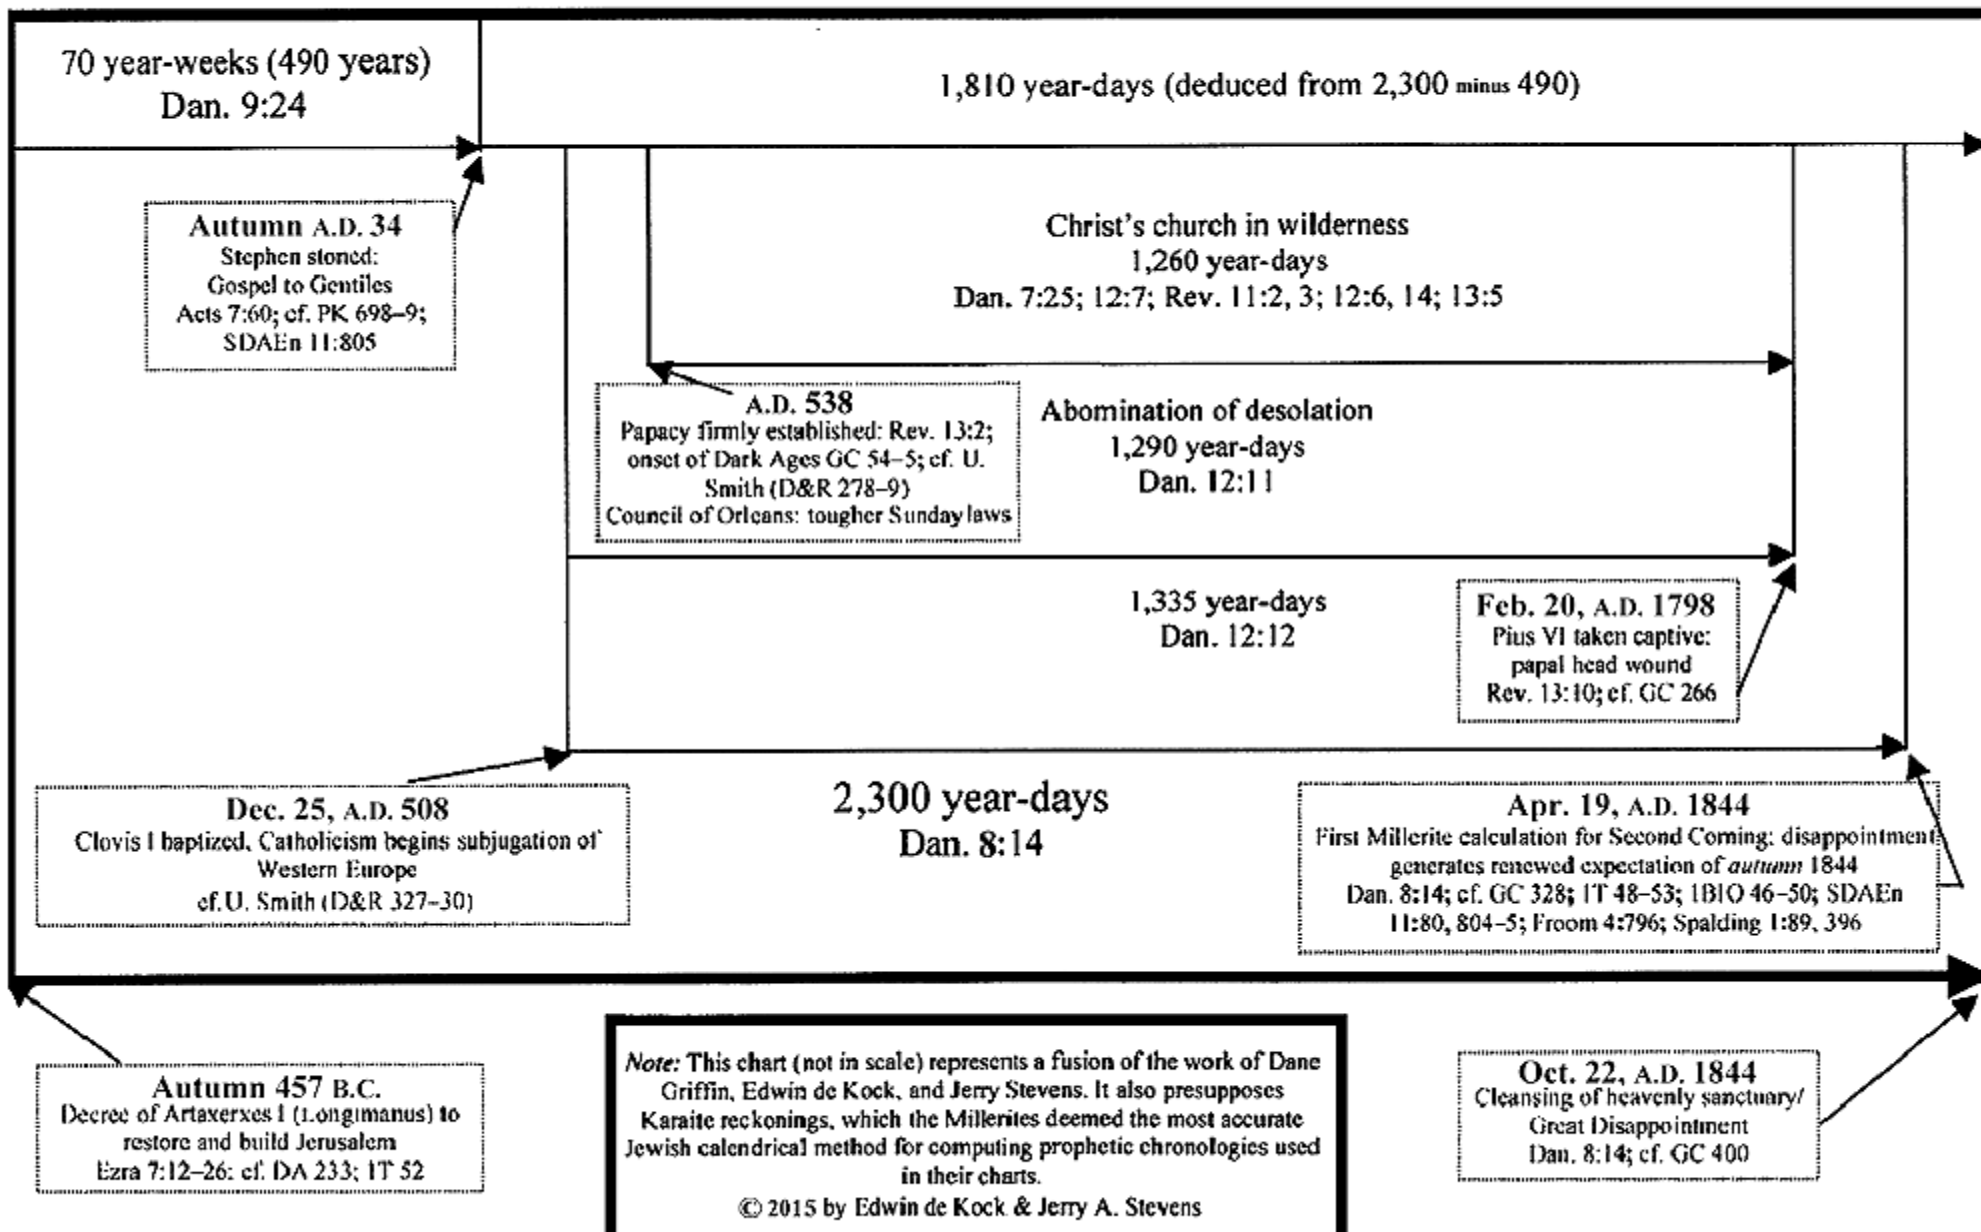 70 year-weeks (490 years)
Dan. 9:24
1,810 year-days (deduced from 2,300 minus 490)
Autumn A.D. 34
Stephen stoned:
Gospel to Gentiles
Acts 7:60; cf. PK 698–9;
SDAEn 11:805
Christ's church in wilderness
1,260 year-days
Dan. 7:25; 12:7; Rev. 11:2, 3; 12:6, 14; 13:5
A.D. 538
Papacy firmly established: Rev. 13:2;
onset of Dark Ages GC 54–5; cf. U.
Smith (D&R 278–9)
Council of Orleans: tougher Sunday laws
Abomination of desolation
1,290 year-days
Dan. 12:11
1,335 year-days
Dan. 12:12
Feb. 20, A.D. 1798
Pius VI taken captive:
papal head wound
Rev. 13:10; cf. GC 266
Dec. 25, A.D. 508
Clovis I baptized, Catholicism begins subjugation of
Western Europe
cf. U. Smith (D&R 327–30)
2,300 year-days
Dan. 8:14
Apr. 19, A.D. 1844
First Millerite calculation for Second Coming; disappointment
generates renewed expectation of autumn 1844
Dan. 8:14; cf. GC 328; 1T 48–53; 1BIO 46–50; SDAEn
11:80, 804–5; Froom 4:796; Spalding 1:89, 396
Autumn 457 B.C.
Decree of Artaxerxes I (Longimanus) to
restore and build Jerusalem
Ezra 7:12–26; cf. DA 233; 1T 52
Note: This chart (not in scale) represents a fusion of the work of Dane
Griffin, Edwin de Kock, and Jerry Stevens. It also presupposes
Karaite reckonings, which the Millerites deemed the most accurate
Jewish calendrical method for computing prophetic chronologies used
in their charts.
© 2015 by Edwin de Kock & Jerry A. Stevens
Oct. 22, A.D. 1844
Cleansing of heavenly sanctuary/
Great Disappointment
Dan. 8:14; cf. GC 400